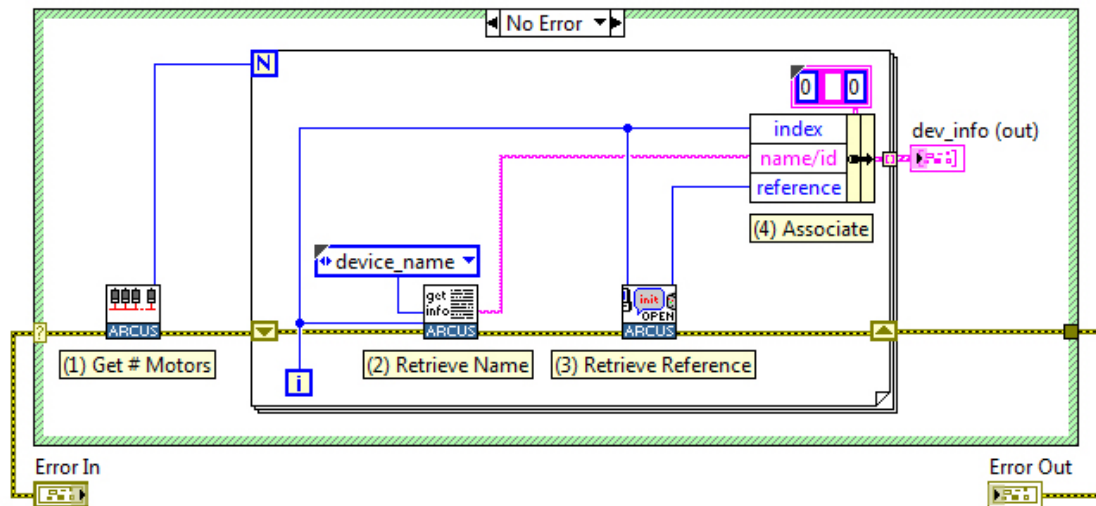 No Error
N
0 0
index
name/id
reference
dev_info (out)
(4) Associate
device_name
get
info
init
OPEN
ARCUS
ARCUS
ARCUS
?
(1) Get # Motors
(2) Retrieve Name
(3) Retrieve Reference
i
Error In
Error Out